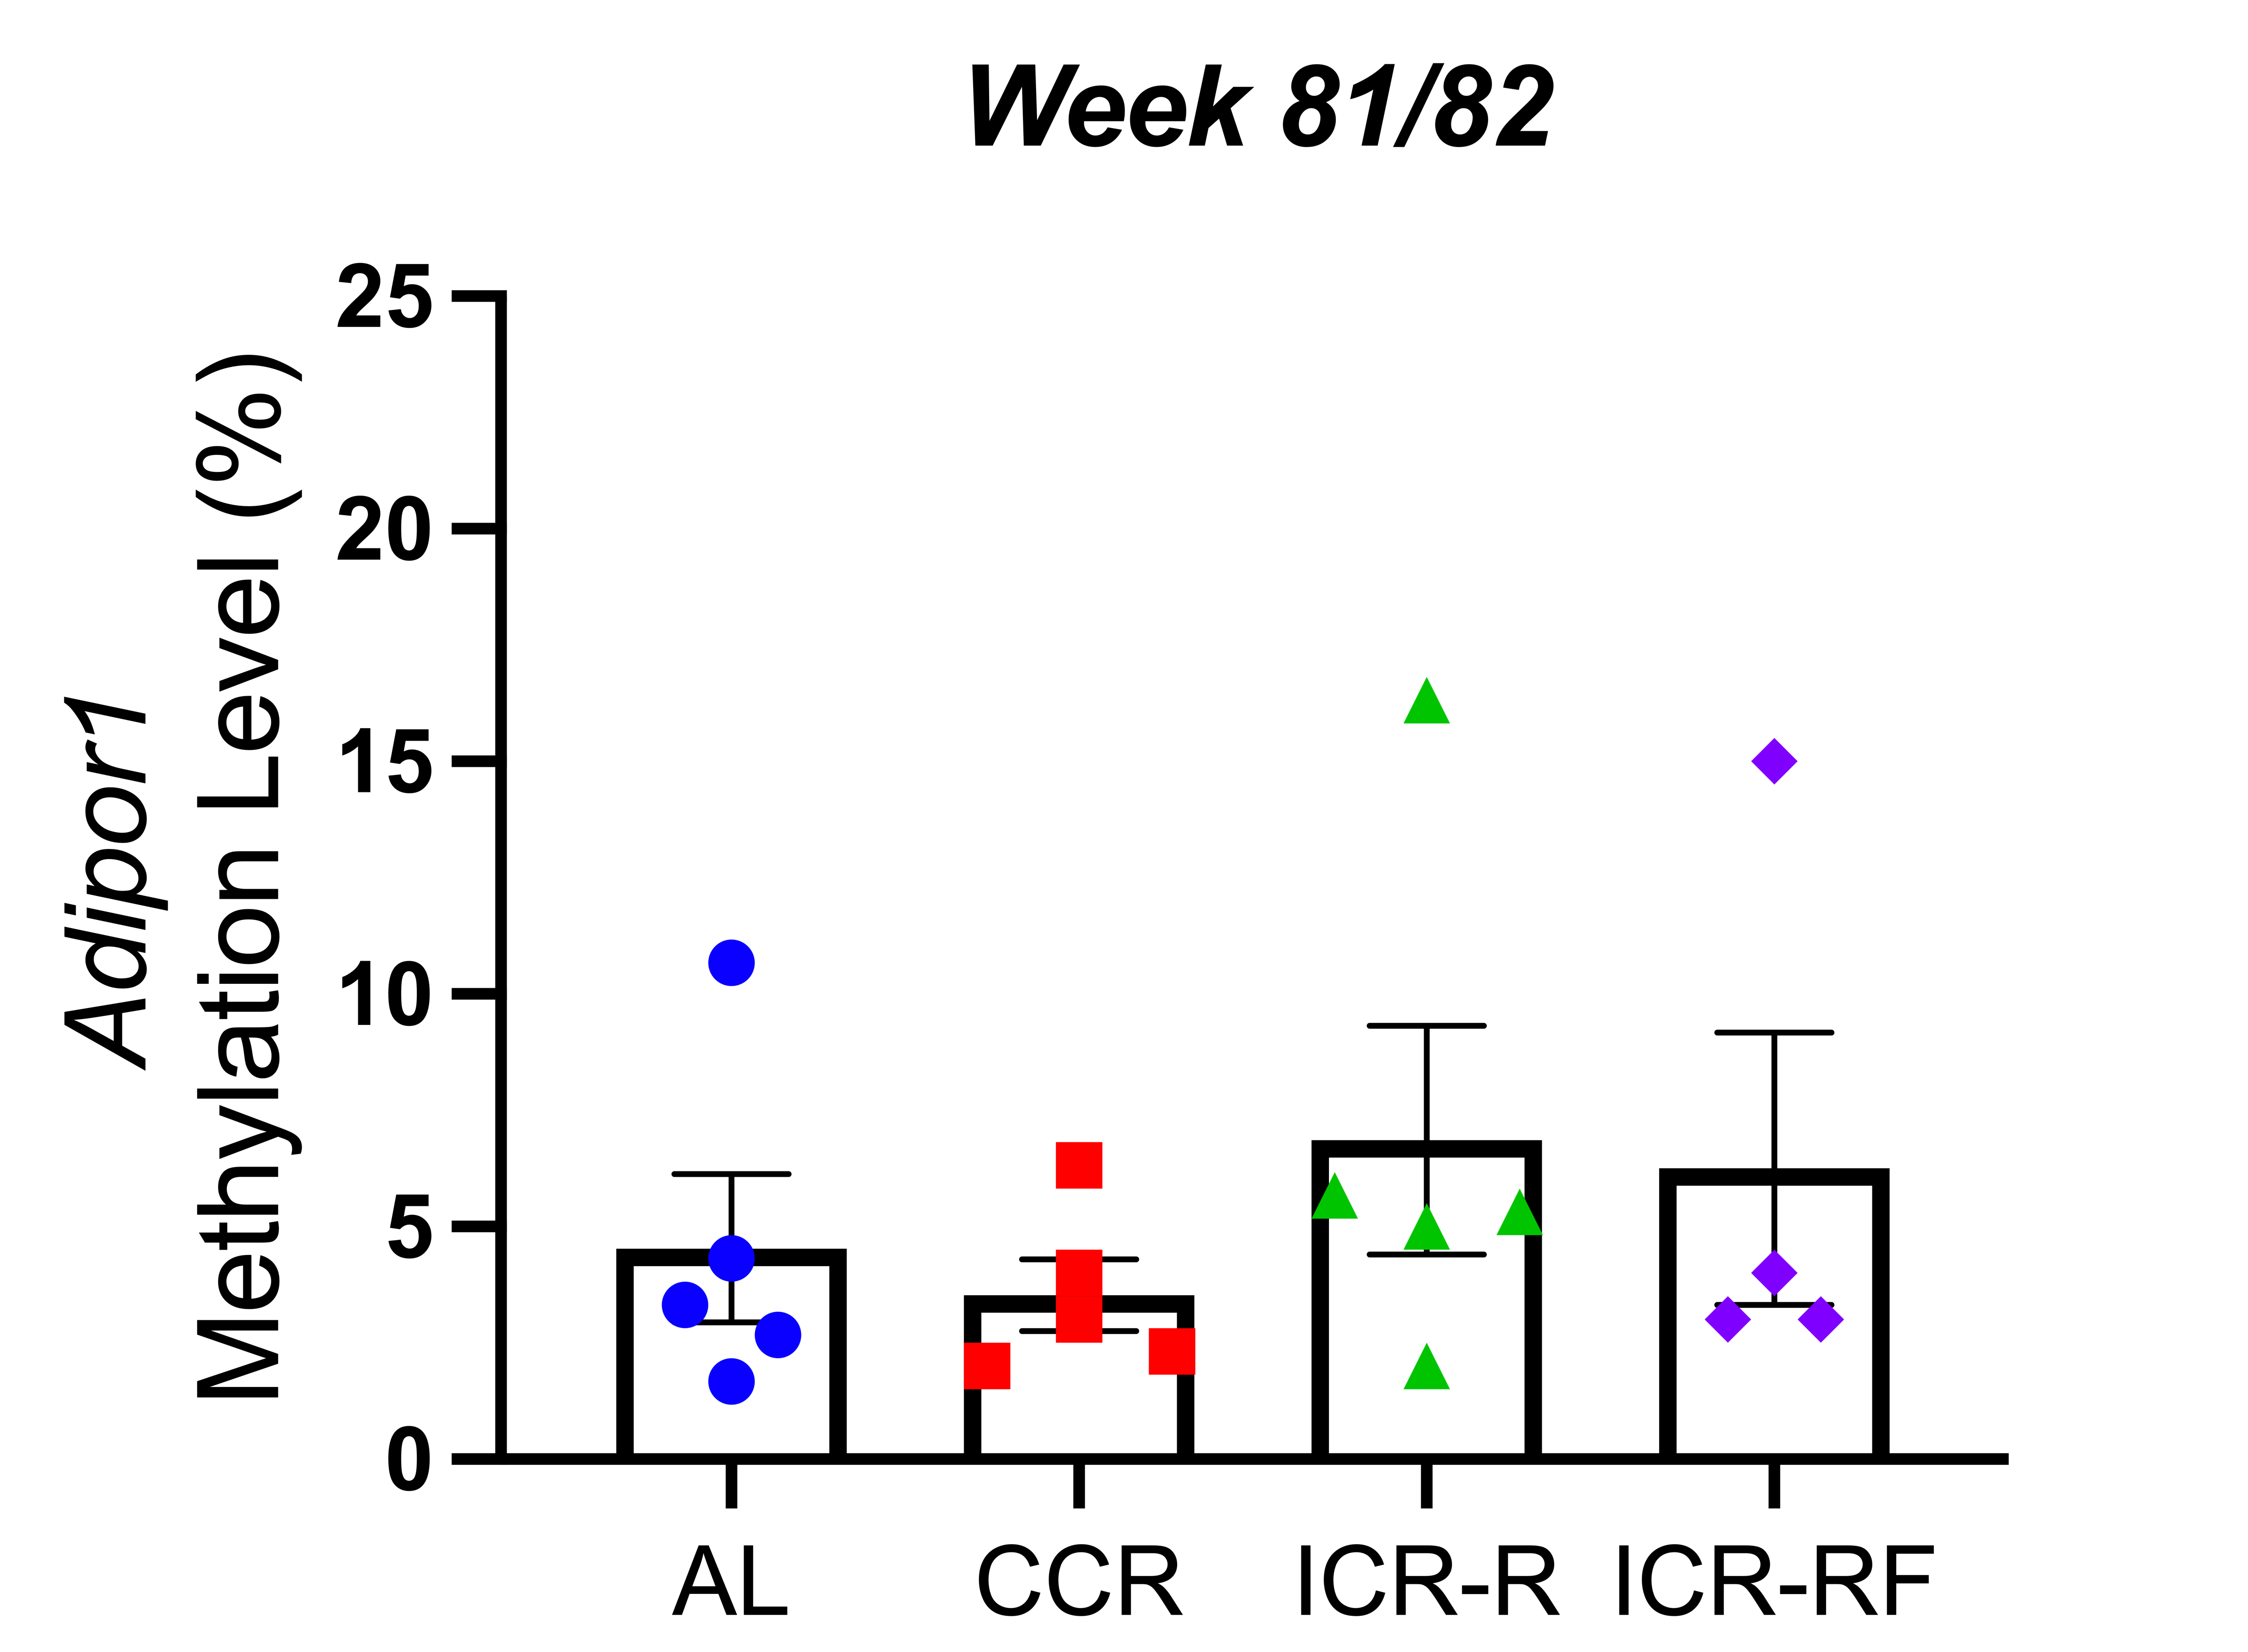 Week 81/82
Adipor1
Methylation Level (%)
25
20
15
10
5
0
AL CCR ICR-R ICR-RF